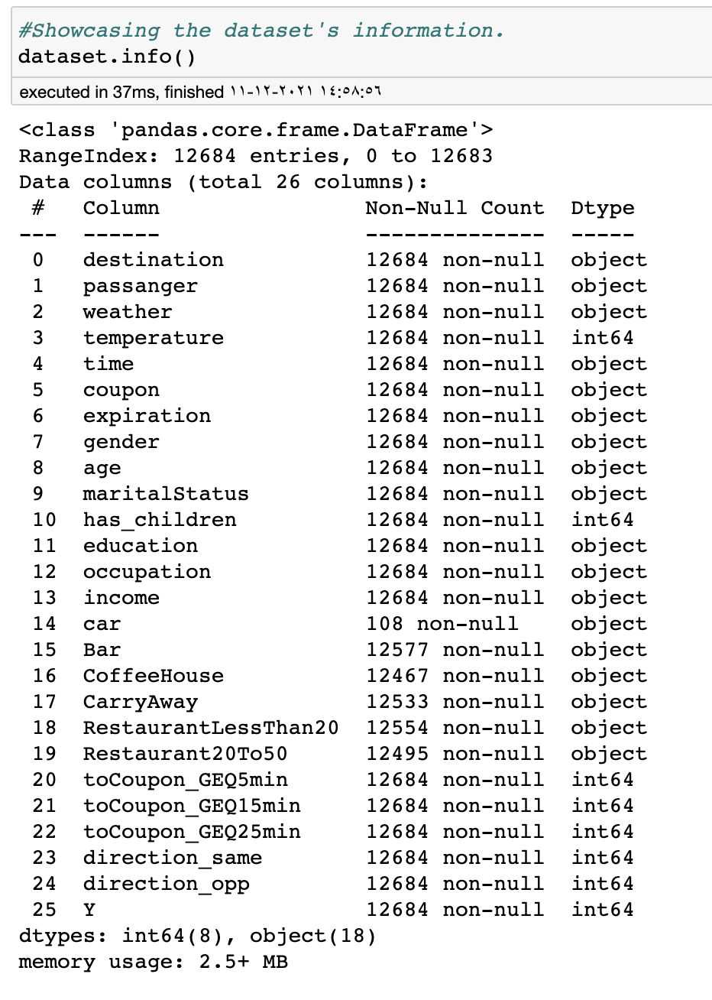 #Showcasing the dataset's information.
dataset.info()
executed in 37ms, finished ١١-١٢-٢٠٢١ ١٤:٥٨:٥٦
<class 'pandas.core.frame.DataFrame'>
RangeIndex: 12684 entries, 0 to 12683
Data columns (total 26 columns):
 #   Column                Non-Null Count  Dtype
---  ------                --------------  -----
 0   destination           12684 non-null  object
 1   passanger             12684 non-null  object
 2   weather               12684 non-null  object
 3   temperature           12684 non-null  int64
 4   time                  12684 non-null  object
 5   coupon                12684 non-null  object
 6   expiration            12684 non-null  object
 7   gender                12684 non-null  object
 8   age                   12684 non-null  object
 9   maritalStatus         12684 non-null  object
 10  has_children          12684 non-null  int64
 11  education             12684 non-null  object
 12  occupation            12684 non-null  object
 13  income                12684 non-null  object
 14  car                   108 non-null    object
 15  Bar                   12577 non-null  object
 16  CoffeeHouse           12467 non-null  object
 17  CarryAway             12533 non-null  object
 18  RestaurantLessThan20  12554 non-null  object
 19  Restaurant20To50      12495 non-null  object
 20  toCoupon_GEQ5min      12684 non-null  int64
 21  toCoupon_GEQ15min     12684 non-null  int64
 22  toCoupon_GEQ25min     12684 non-null  int64
 23  direction_same        12684 non-null  int64
 24  direction_opp         12684 non-null  int64
 25  Y                     12684 non-null  int64
dtypes: int64(8), object(18)
memory usage: 2.5+ MB